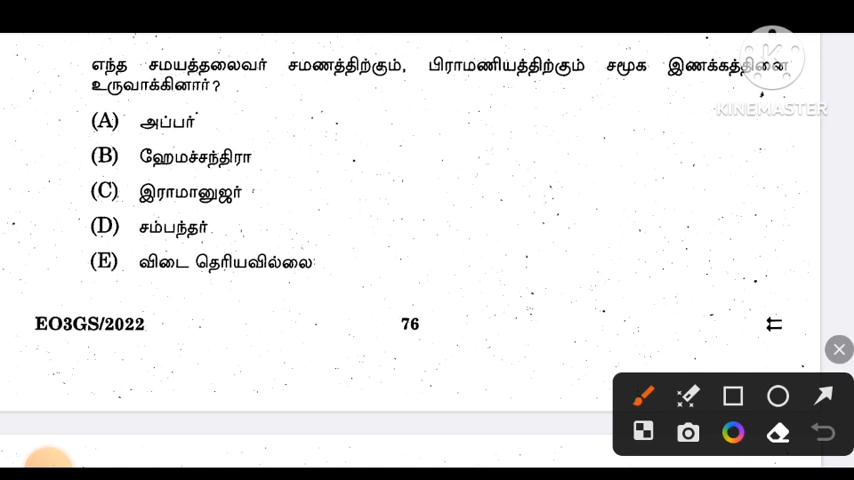 எந்த சமயத்தலைவர் சமணத்திற்கும், பிராமணியத்திற்கும் சமூக இணக்கத்தினை
உருவாக்கினார்?
KINEMASTER
(A) அப்பர்
(B) ஹேமச்சந்திரா
(C) இராமானுஜர்
(D) சம்பந்தர்
(E) விடை தெரியவில்லை
EO3GS/2022 76